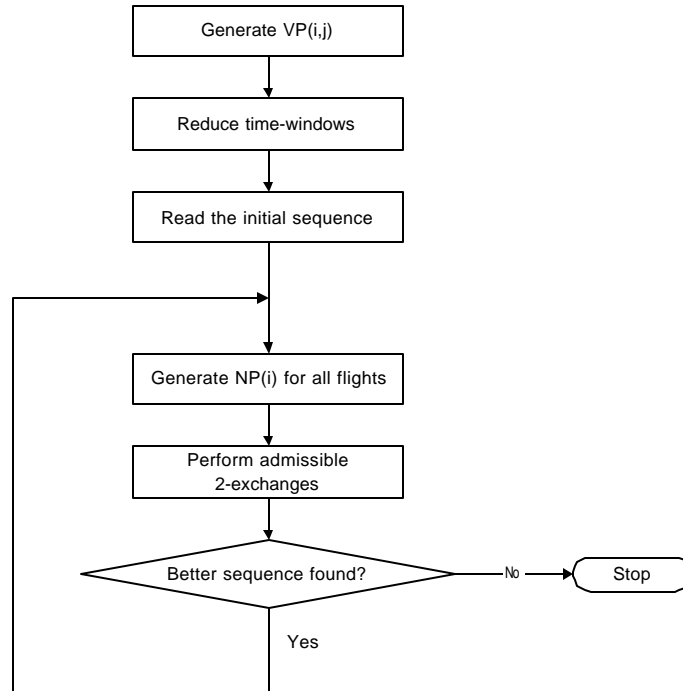 Generate VP(i,j)
Reduce time-windows
Read the initial sequence
Generate NP(i) for all flights
Perform admissible
2-exchanges
Better sequence found?
No
Stop
Yes